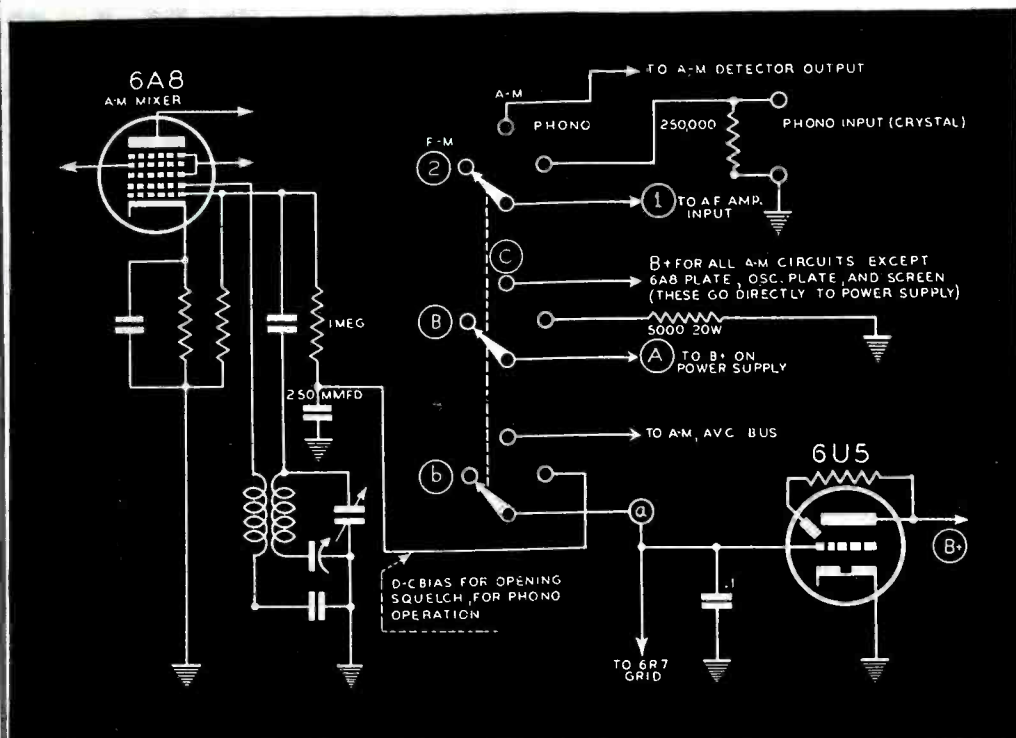 6A8
A-M MIXER
TO A-M DETECTOR OUTPUT
A-M
PHONO
250,000
PHONO INPUT (CRYSTAL)
F-M
2
1
TO A F AMP.
INPUT
C
B+ FOR ALL A-M CIRCUITS EXCEPT
6A8 PLATE, OSC. PLATE, AND SCREEN
(THESE GO DIRECTLY TO POWER SUPPLY)
B
5000 20W
1 MEG
A
TO B+ ON
POWER SUPPLY
250 MMFD
TO A-M, AVC BUS
6U5
b
a
B+
D-C BIAS FOR OPENING
SQUELCH, FOR PHONO
OPERATION
.1
TO 6R7
GRID